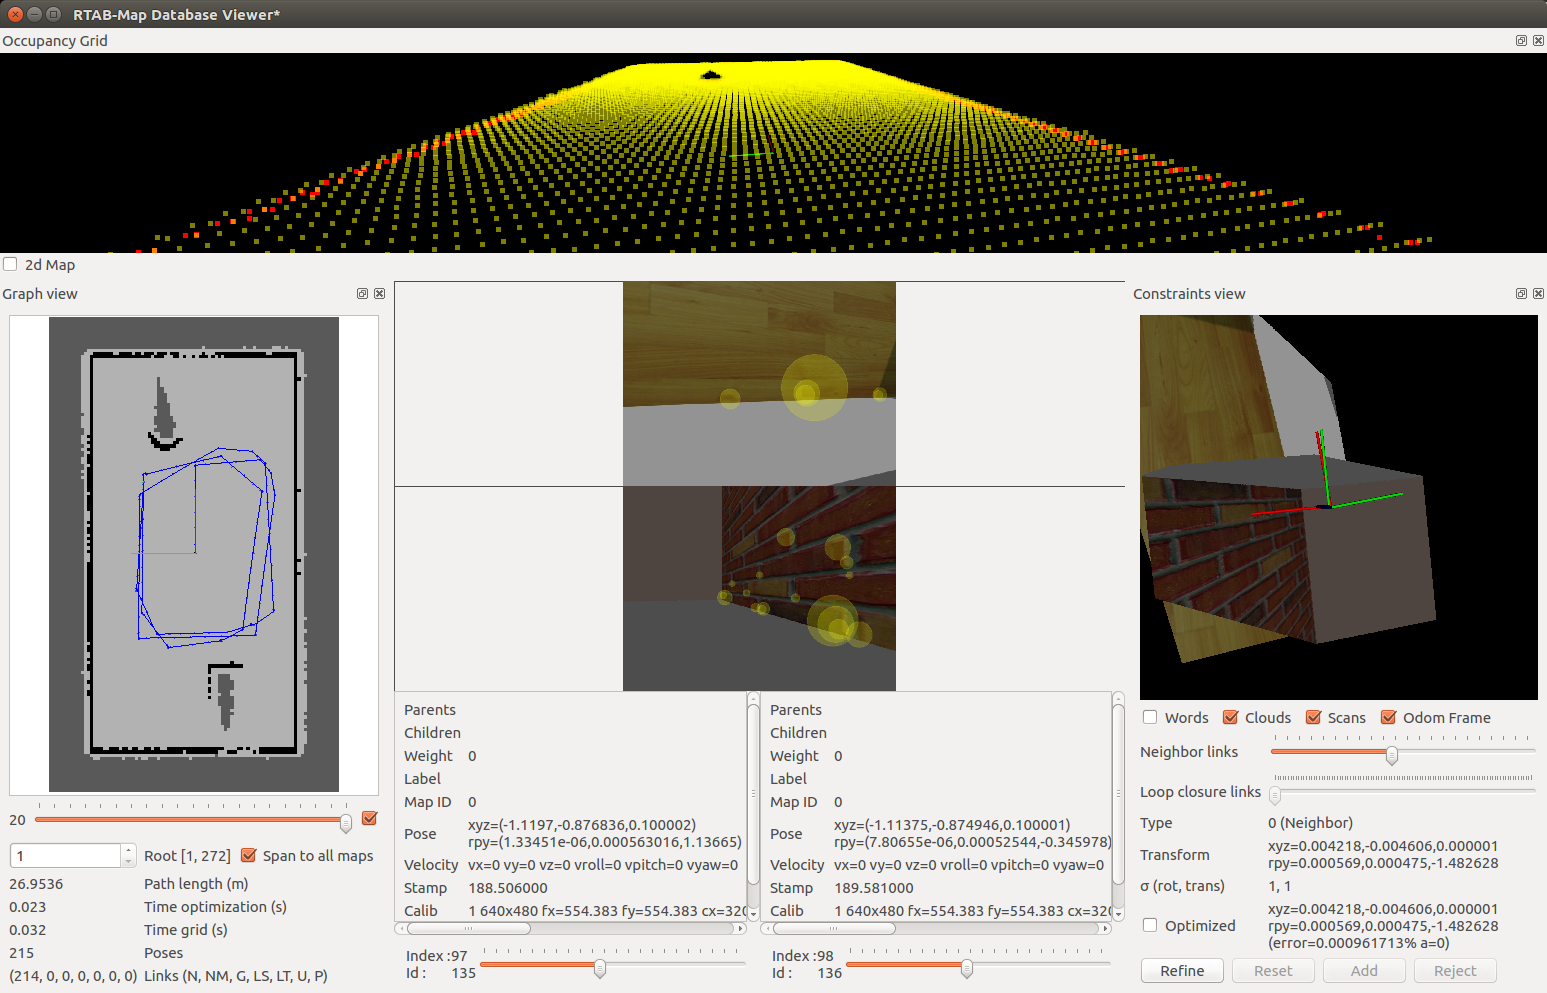 RTAB-Map Database Viewer*
Occupancy Grid
2d Map
Graph view
20
1
Root [1, 272]
Span to all maps
26.9536 Path length (m)
0.023 Time optimization (s)
0.032 Time grid (s)
215 Poses
(214, 0, 0, 0, 0, 0, 0) Links (N, NM, G, LS, LT, U, P)
Parents
Children
Weight 0
Label
Map ID 0
Pose xyz=(-1.1197,-0.876836,0.100002)
rpy=(1.33451e-06,0.000563016,1.13665)
Velocity vx=0 vy=0 vz=0 vroll=0 vpitch=0 vyaw=0
Stamp 188.506000
Calib 1 640x480 fx=554.383 fy=554.383 cx=320
Index :97
Id : 135
Parents
Children
Weight 0
Label
Map ID 0
Pose xyz=(-1.11375,-0.874946,0.100001)
rpy=(7.80655e-06,0.00052544,-0.345978)
Velocity vx=0 vy=0 vz=0 vroll=0 vpitch=0 vyaw=0
Stamp 189.581000
Calib 1 640x480 fx=554.383 fy=554.383 cx=320
Index :98
Id : 136
Constraints view
Words Clouds Scans Odom Frame
Neighbor links
Loop closure links
Type 0 (Neighbor)
Transform xyz=0.004218,-0.004606,0.000001
rpy=0.000569,0.000475,-1.482628
σ (rot, trans) 1, 1
Optimized xyz=0.004218,-0.004606,0.000001
rpy=0.000569,0.000475,-1.482628
(error=0.000961713% a=0)
Refine Reset Add Reject